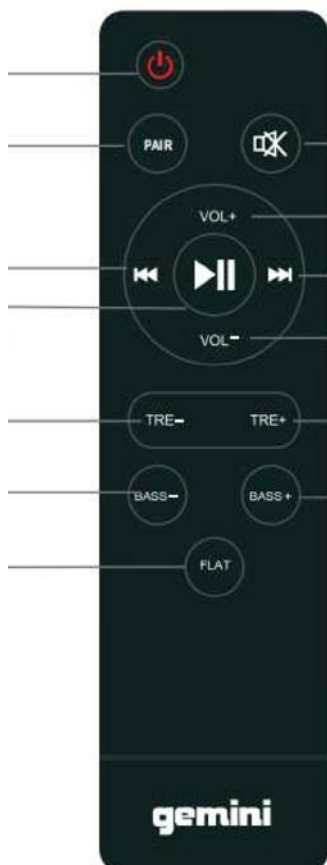 PAIR
VOL+
VOL-
TRE- TRE+
BASS- BASS+
FLAT
gemini